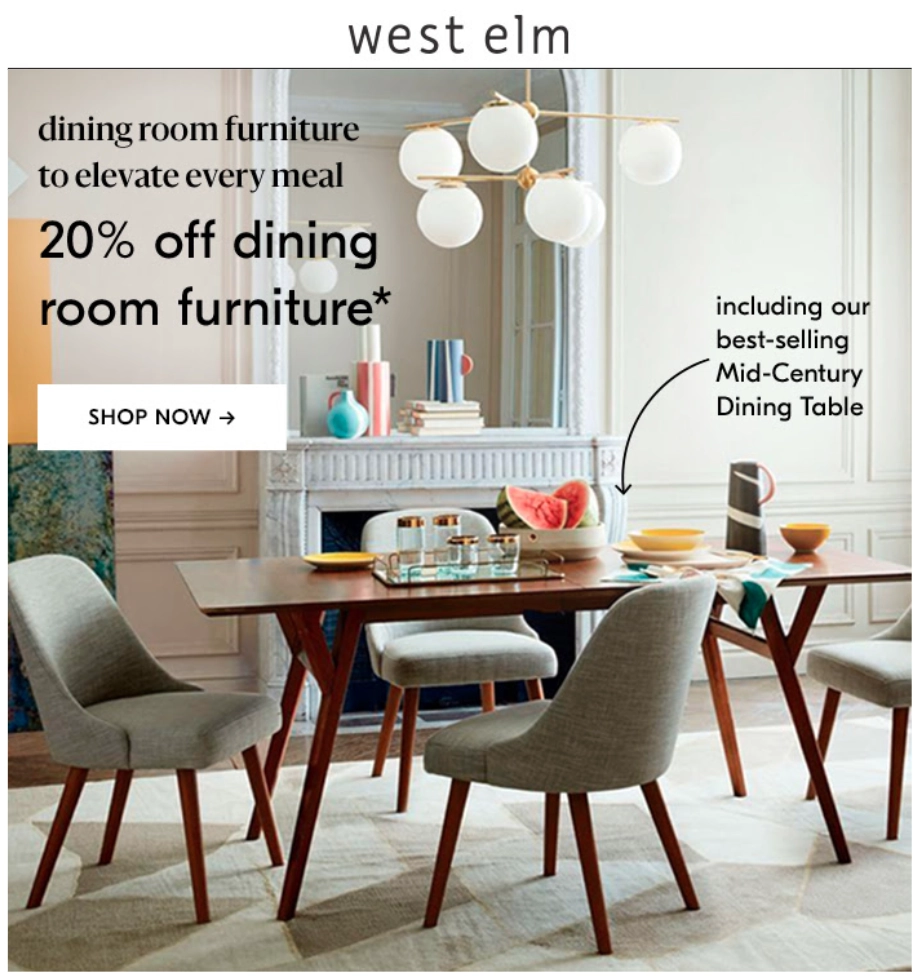 west elm
dining room furniture
to elevate every meal
20% off dining
room furniture*
SHOP NOW →
including our
best-selling
Mid-Century
Dining Table